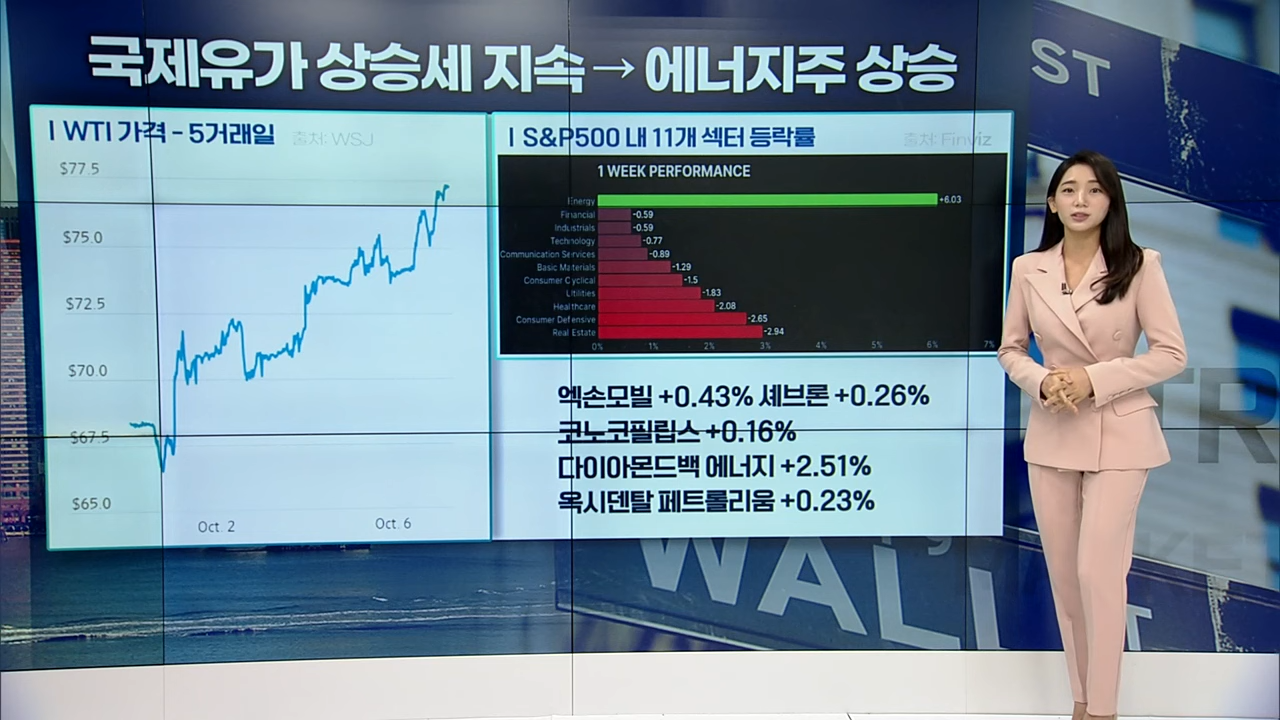 국제유가 상승세 지속→에너지주 상승
ST
I WTI 가격 - 5거래일 출처: WSJ
$77.5
$75.0
$72.5
$70.0
$67.5
$65.0
Oct. 2 Oct. 6
I S&P500 내 11개 섹터 등락률 출처: Finviz
1 WEEK PERFORMANCE
Energy +6.03
Financial -0.59
Industrials -0.59
Technology -0.77
Communication Services -0.89
Basic Materials -1.29
Consumer Cyclical -1.5
Utilities -1.83
Healthcare -2.08
Consumer Defensive -2.65
Real Estate -2.94
0% 1% 2% 3% 4% 5% 6% 7%
엑손모빌 +0.43% 셰브론 +0.26%
코노코필립스 +0.16%
다이아몬드백 에너지 +2.51%
옥시덴탈 페트롤리움 +0.23%
TR
WALL ST